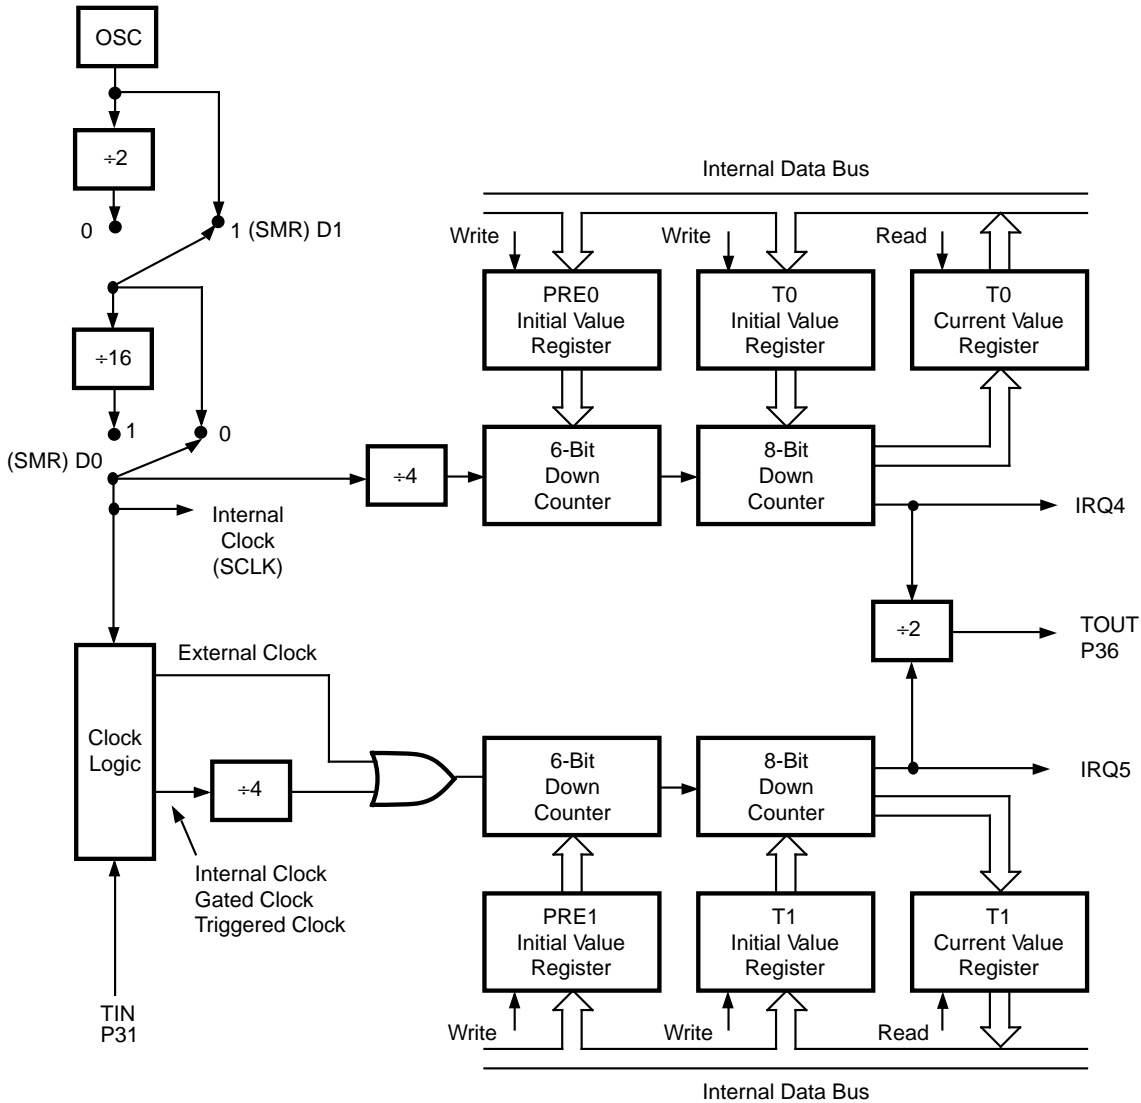 OSC
÷2
0
1 (SMR) D1
÷16
1
0
(SMR) D0
÷4
Internal
Clock
(SCLK)
Internal Data Bus
Write
Write
Read
PRE0
Initial Value
Register
T0
Initial Value
Register
T0
Current Value
Register
6-Bit
Down
Counter
8-Bit
Down
Counter
IRQ4
÷2
TOUT
P36
External Clock
Clock
Logic
÷4
6-Bit
Down
Counter
8-Bit
Down
Counter
IRQ5
Internal Clock
Gated Clock
Triggered Clock
PRE1
Initial Value
Register
T1
Initial Value
Register
T1
Current Value
Register
TIN
P31
Write
Write
Read
Internal Data Bus